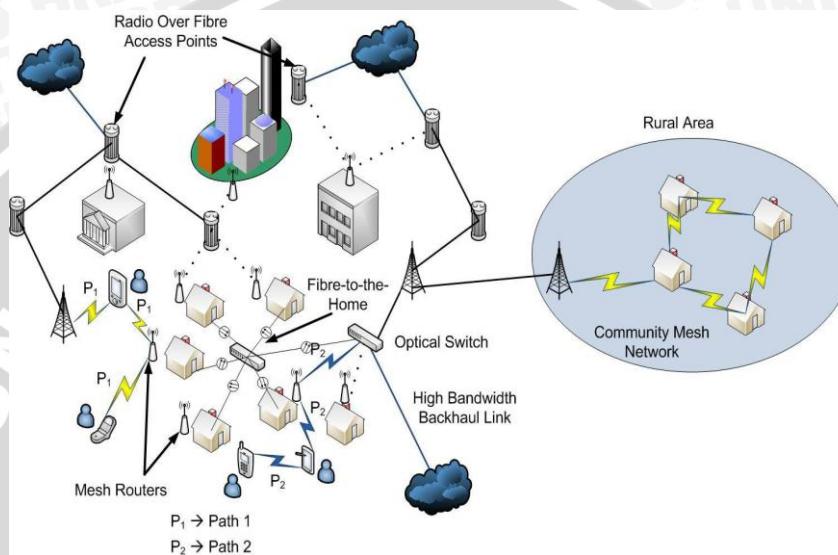 Radio Over Fibre
Access Points
Rural Area
Fibre-to-the-
Home
P1
P1
P2
Optical Switch
Community Mesh
Network
P1
P2
High Bandwidth
Backhaul Link
P2
Mesh Routers
P1 → Path 1
P2 → Path 2